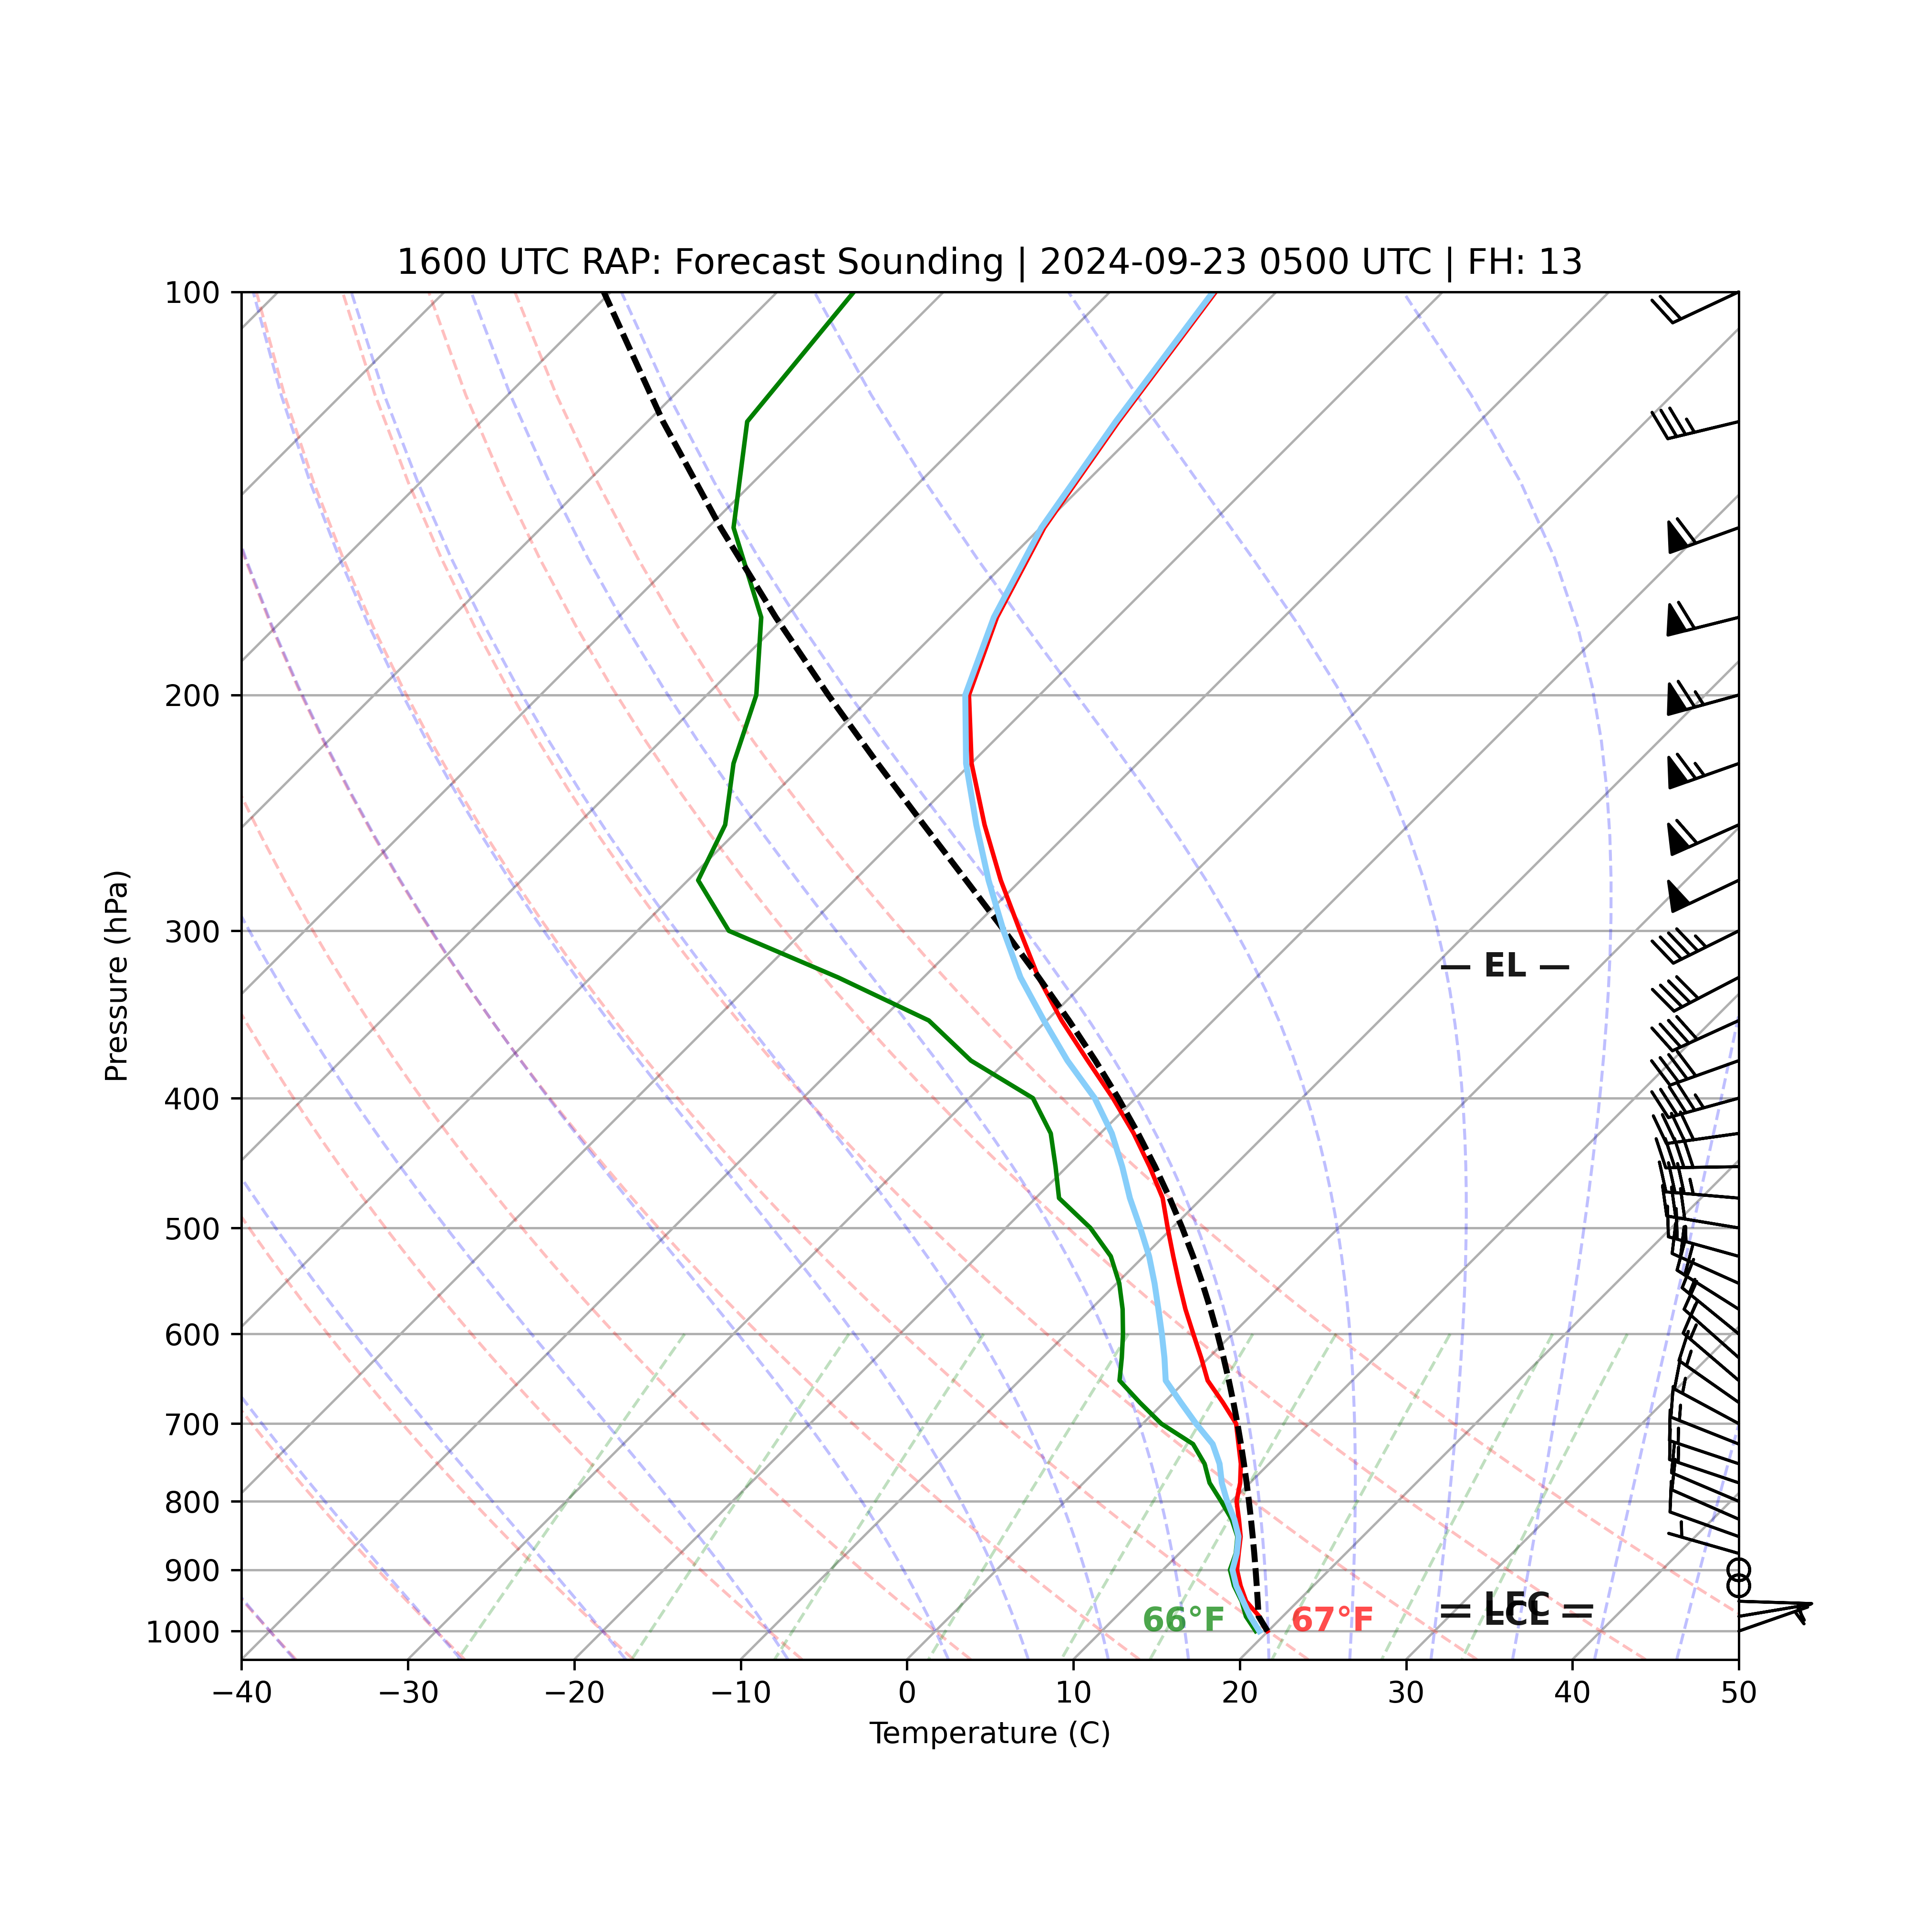 1600 UTC RAP: Forecast Sounding | 2024-09-23 0500 UTC | FH: 13
100
200
300
400
500
600
700
800
900
1000
Pressure (hPa)
— EL —
— LFC —
— LCL —
66°F 67°F
−40 −30 −20 −10 0 10 20 30 40 50
Temperature (C)